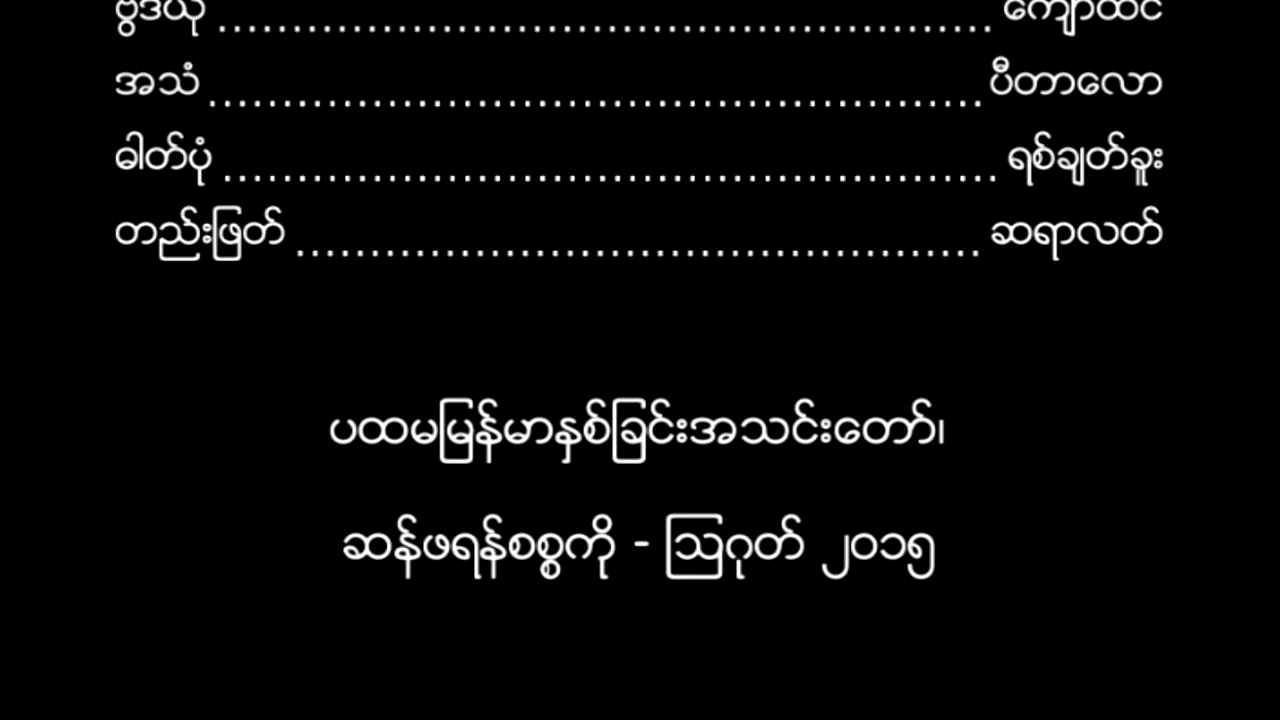 ဗွီဒီယို ........................................................ ကျော်ထင်
အသံ ........................................................ ပီတာလော
ဓါတ်ပုံ ........................................................ ရစ်ချတ်ခူး
တည်းဖြတ် .................................................. ဆရာလတ်
ပထမမြန်မာနှစ်ခြင်းအသင်းတော်၊
ဆန်ဖရန်စစ္စကို - ဩဂုတ် ၂၀၁၅